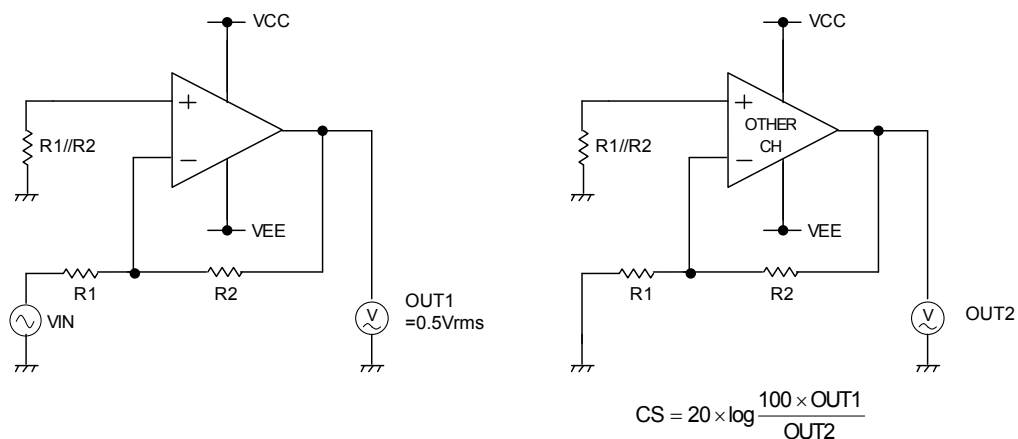 VCC
+
R1//R2
−
VEE
R1
R2
VIN
OUT1
=0.5Vrms
V
VCC
+
OTHER
CH
R1//R2
−
VEE
R1
R2
V
OUT2
CS = 20 × log 100 × OUT1 / OUT2